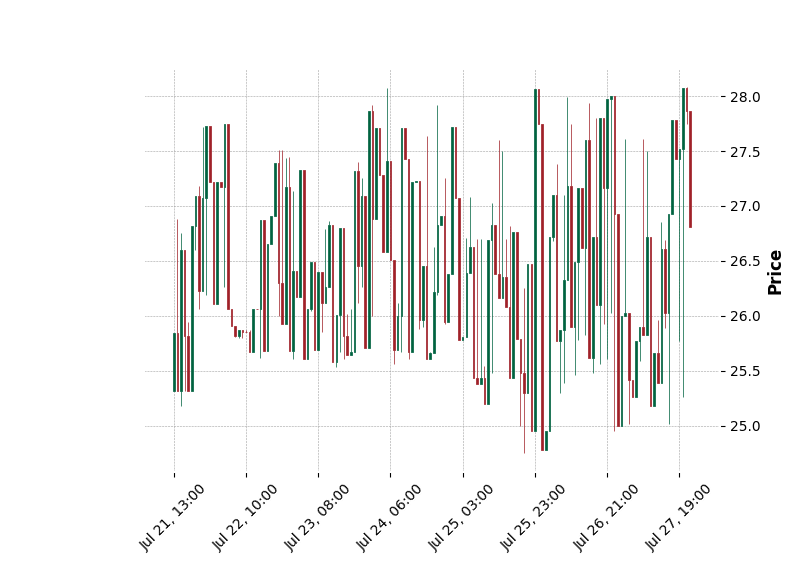 28.0
27.5
27.0
26.5
26.0
25.5
25.0
Price
Jul 21, 13:00
Jul 22, 10:00
Jul 23, 08:00
Jul 24, 06:00
Jul 25, 03:00
Jul 25, 23:00
Jul 26, 21:00
Jul 27, 19:00